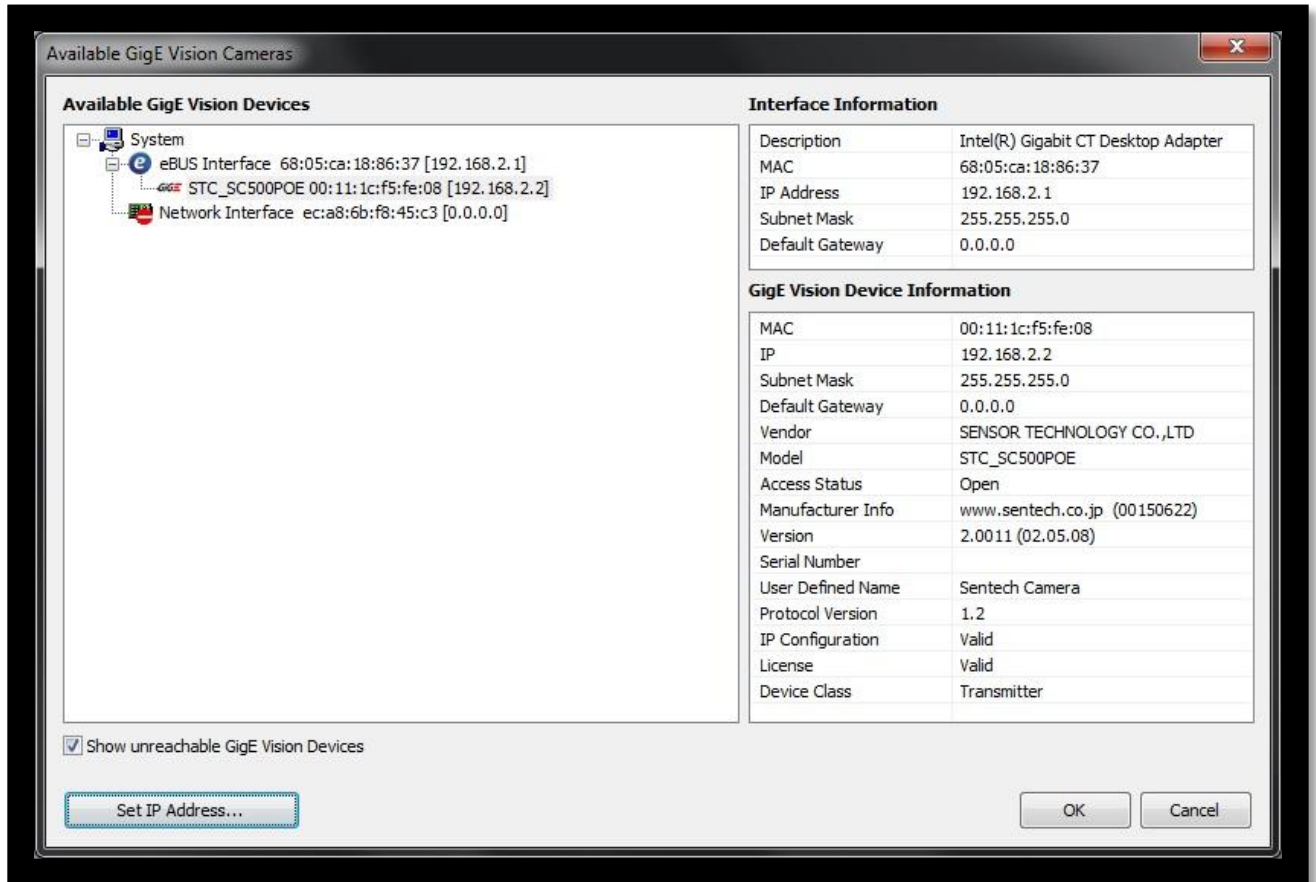 Available GigE Vision Cameras
Available GigE Vision Devices
System
eBUS Interface 68:05:ca:18:86:37 [192.168.2.1]
GigE STC_SC500POE 00:11:1c:f5:fe:08 [192.168.2.2]
Network Interface ec:a8:6b:f8:45:c3 [0.0.0.0]
Interface Information
Description Intel(R) Gigabit CT Desktop Adapter
MAC 68:05:ca:18:86:37
IP Address 192.168.2.1
Subnet Mask 255.255.255.0
Default Gateway 0.0.0.0
GigE Vision Device Information
MAC 00:11:1c:f5:fe:08
IP 192.168.2.2
Subnet Mask 255.255.255.0
Default Gateway 0.0.0.0
Vendor SENSOR TECHNOLOGY CO.,LTD
Model STC_SC500POE
Access Status Open
Manufacturer Info www.sentech.co.jp (00150622)
Version 2.0011 (02.05.08)
Serial Number
User Defined Name Sentech Camera
Protocol Version 1.2
IP Configuration Valid
License Valid
Device Class Transmitter
Show unreachable GigE Vision Devices
Set IP Address...
OK
Cancel